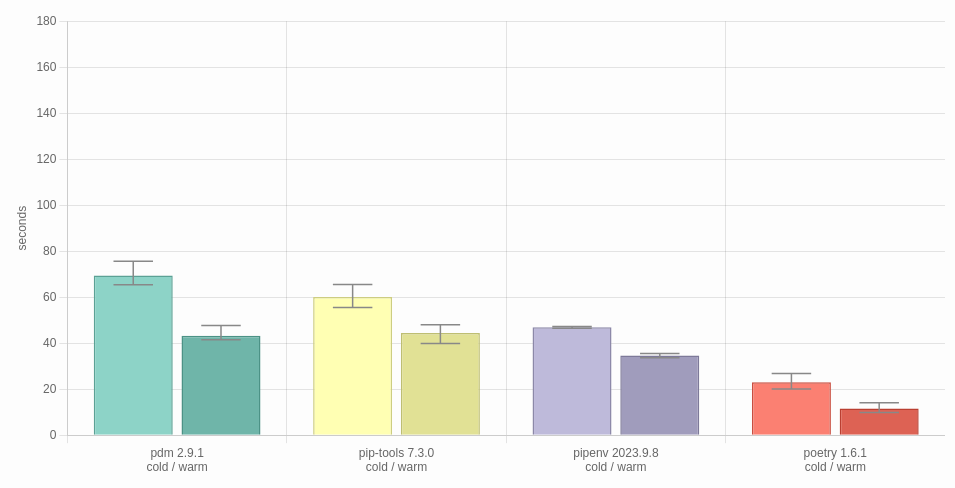 180
160
140
120
100
80
60
40
20
0
seconds
pdm 2.9.1
cold / warm
pip-tools 7.3.0
cold / warm
pipenv 2023.9.8
cold / warm
poetry 1.6.1
cold / warm